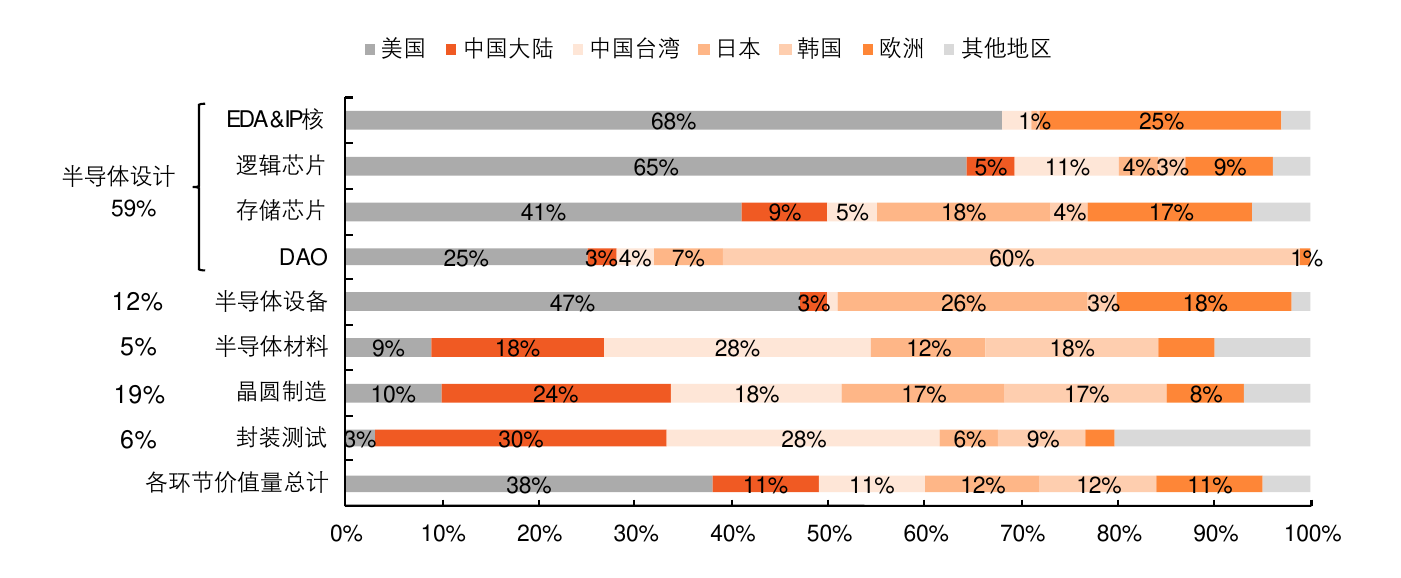 美国 中国大陆 中国台湾 日本 韩国 欧洲 其他地区
EDA&IP核 68% 1% 25%
逻辑芯片 65% 5% 11% 4% 3% 9%
半导体设计
59%
存储芯片 41% 9% 5% 18% 4% 17%
DAO 25% 3% 4% 7% 60% 1%
12% 半导体设备 47% 3% 26% 3% 18%
5% 半导体材料 9% 18% 28% 12% 18%
19% 晶圆制造 10% 24% 18% 17% 17% 8%
6% 封装测试 3% 30% 28% 6% 9%
各环节价值量总计 38% 11% 11% 12% 12% 11%
0% 10% 20% 30% 40% 50% 60% 70% 80% 90% 100%